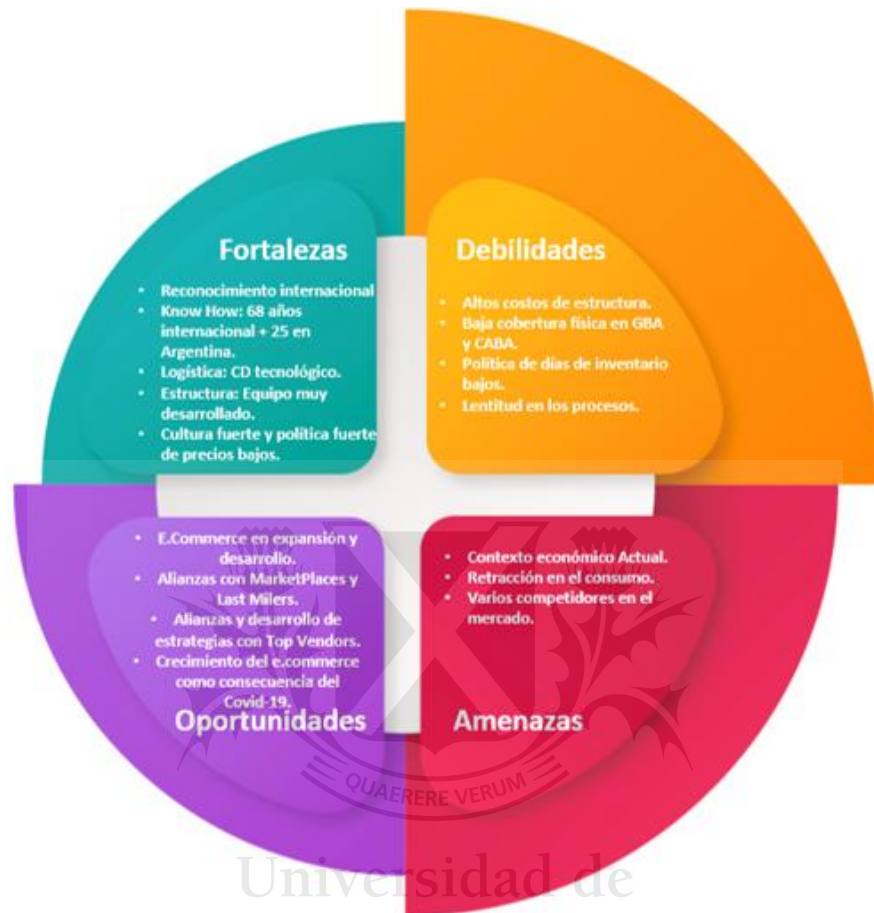 Fortalezas
• Reconocimiento internacional
• Know How: 68 años
internacional + 25 en
Argentina.
• Logística: CD tecnológico.
• Estructura: Equipo muy
desarrollado.
• Cultura fuerte y política fuerte
de precios bajos.
Debilidades
• Altos costos de estructura.
• Baja cobertura física en GBA
y CABA.
• Política de días de inventario
bajos.
• Lentitud en los procesos.
• E.Commerce en expansión y
desarrollo.
• Alianzas con MarketPlaces y
Last Milers.
• Alianzas y desarrollo de
estrategias con Top Vendors.
• Crecimiento del e.commerce
como consecuencia del
Covid-19.
Oportunidades
• Contexto económico Actual.
• Retracción en el consumo.
• Varios competidores en el
mercado.
Amenazas
QUAERERE VERUM
Universidad de